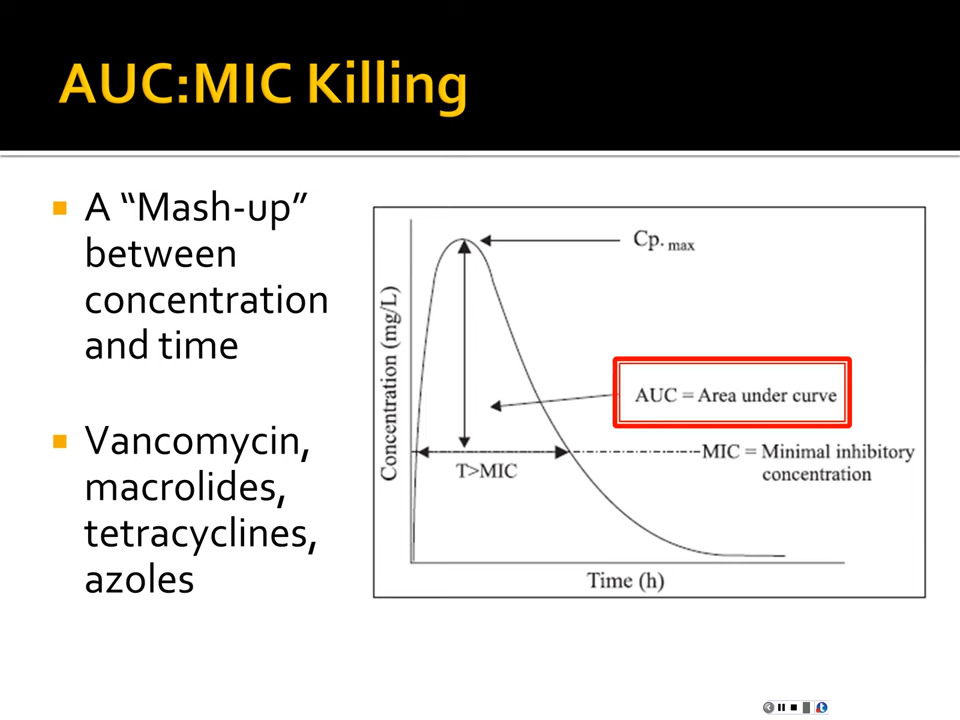 AUC:MIC Killing
A “Mash-up”
between
concentration
and time
Vancomycin,
macrolides,
tetracyclines,
azoles
Cp. max
Concentration (mg/L)
AUC = Area under curve
MIC = Minimal inhibitory
concentration
T>MIC
Time (h)